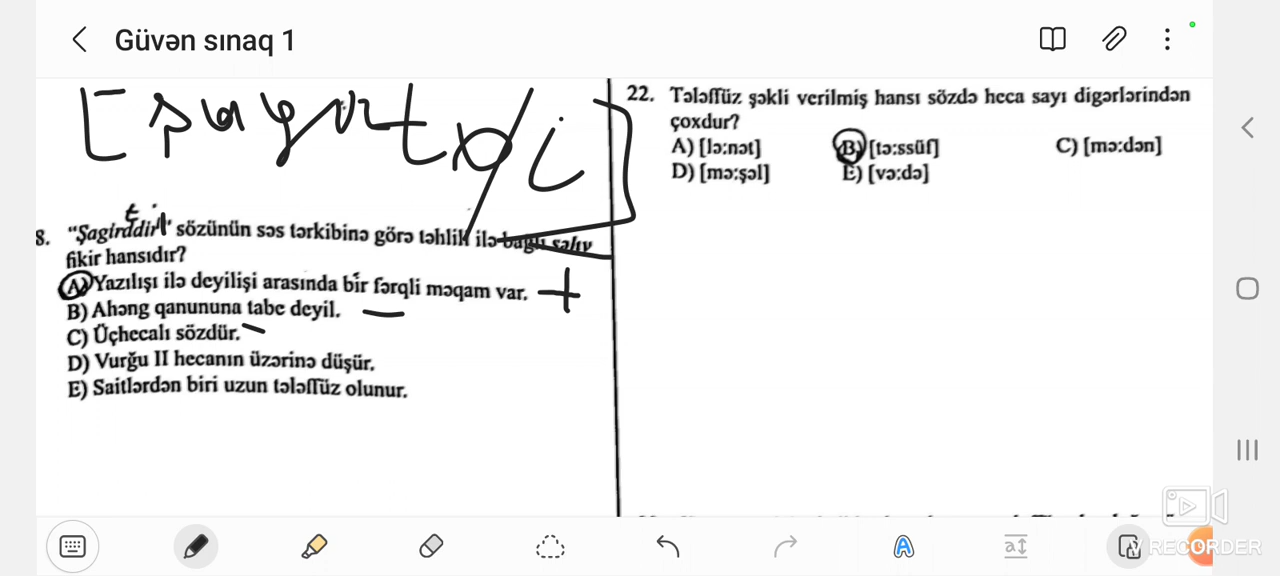 Güvən sınaq 1
8. "Şagirddir" sözünün səs tərkibinə görə təhlili ilə bağlı səhv
fikir hansıdır?
A) Yazılışı ilə deyilişi arasında bir fərqli məqam var. +
B) Ahəng qanununa tabe deyil. —
C) Üçhecalı sözdür.
D) Vurğu II hecanın üzərinə düşür.
E) Saitlərdən biri uzun tələffüz olunur.
22. Tələffüz şəkli verilmiş hansı sözdə heca sayı digərlərindən
çoxdur?
A) [lə:nət] B) [tə:ssüf] C) [mə:dən]
D) [mə:şəl] E) [və:də]
V RECORDER